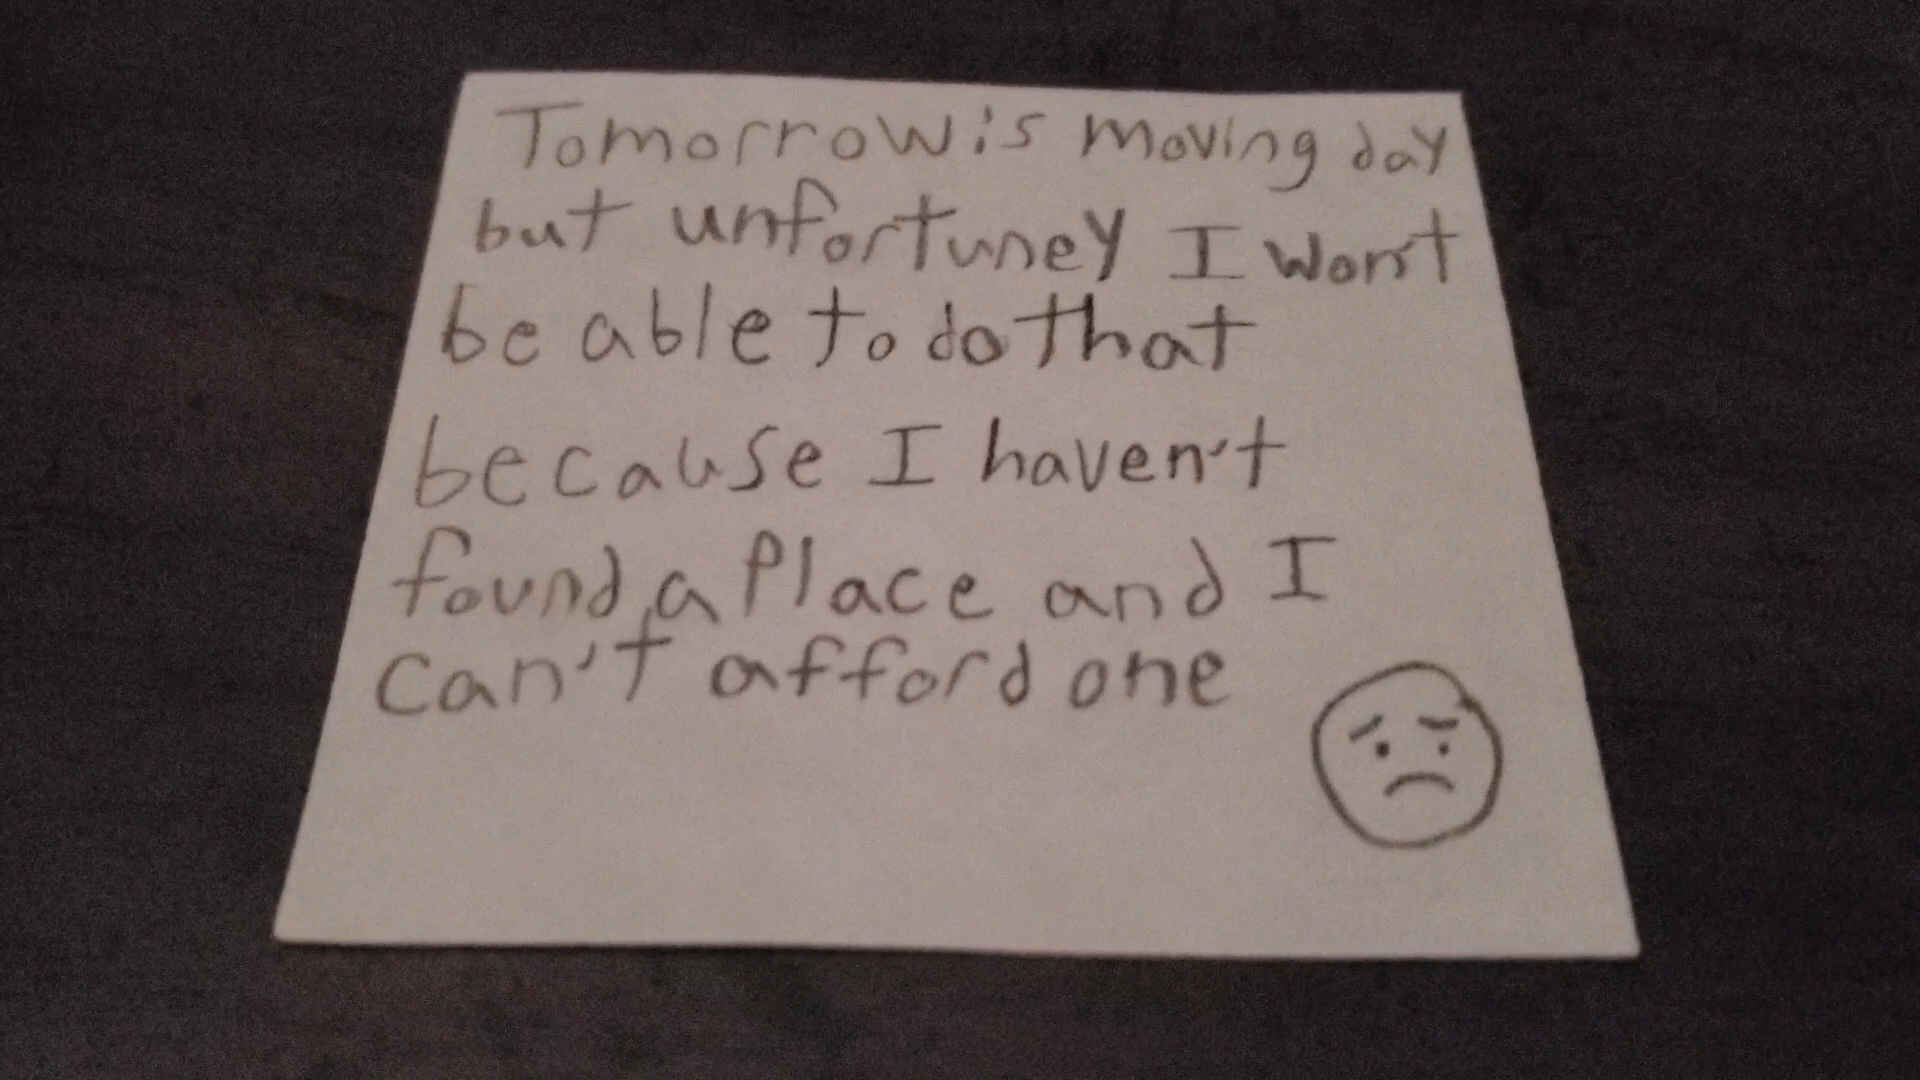 Tomorrow is moving day
but unfortuney I won't
be able to do that
because I haven't
found a place and I
can't afford one